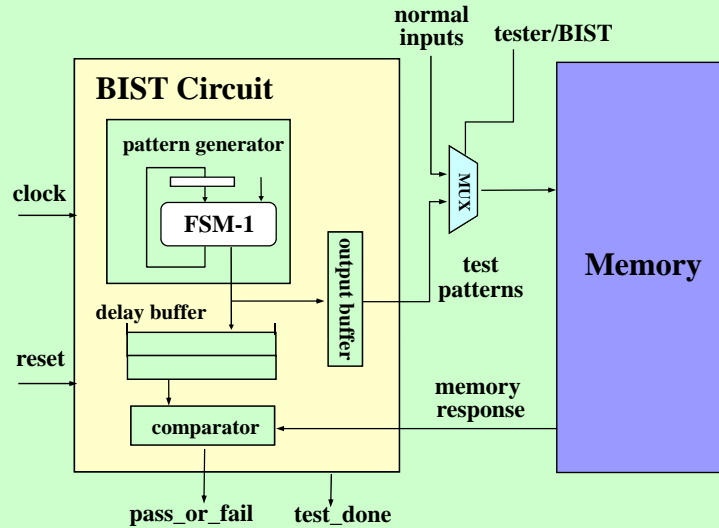 normal
inputs
tester/BIST
BIST Circuit
pattern generator
clock
FSM-1
MUX
output buffer
test
patterns
Memory
delay buffer
reset
memory
response
comparator
pass_or_fail
test_done